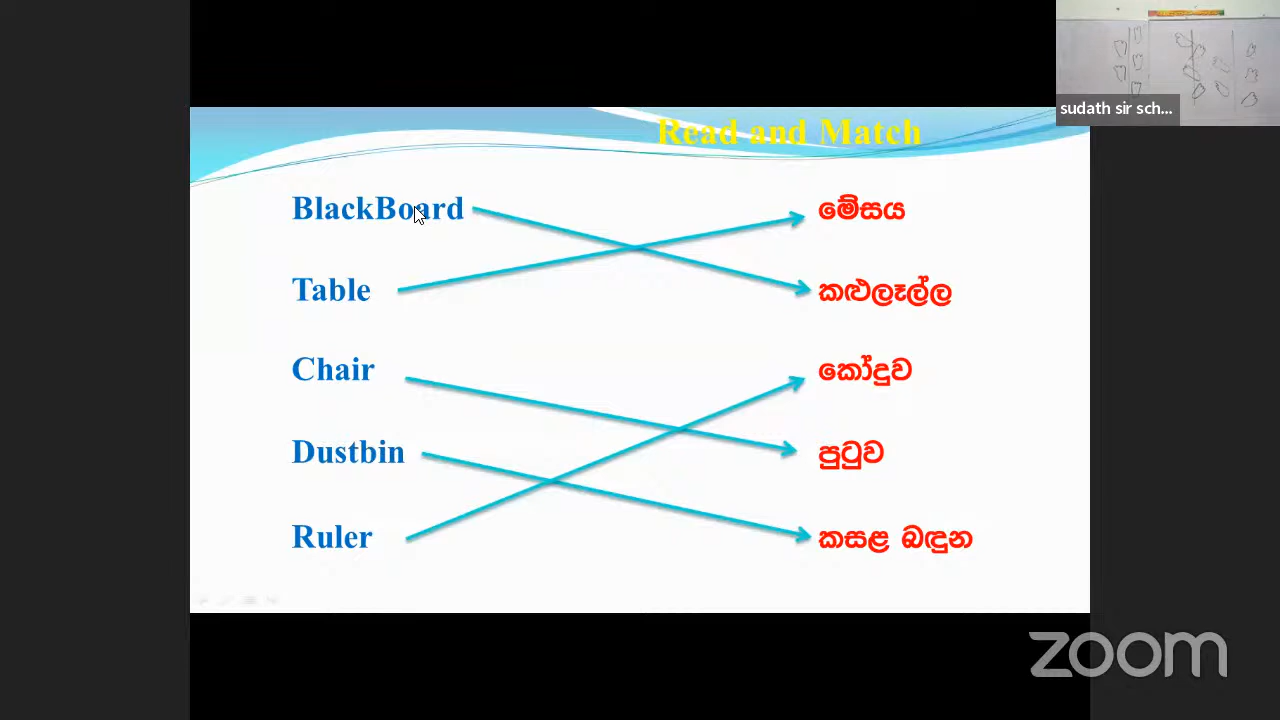 sudath sir sch...
Read and Match
BlackBoard මේසය
Table කළුලෑල්ල
Chair කෝදුව
Dustbin පුටුව
Ruler කසළ බඳුන
zoom